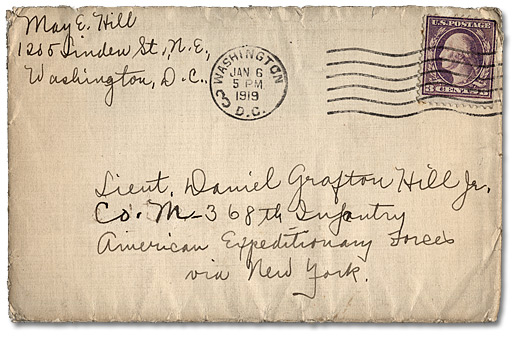 May E. Hill
1205 Linden St., N.E.,
Washington, D.C.
WASHINGTON
JAN 6
5 PM
1919
D.C.
U.S. POSTAGE
3 CENTS 3
Lieut. Daniel Grafton Hill Jr.
Co. M - 368th Infantry
American Expeditionary Forces
via New York.